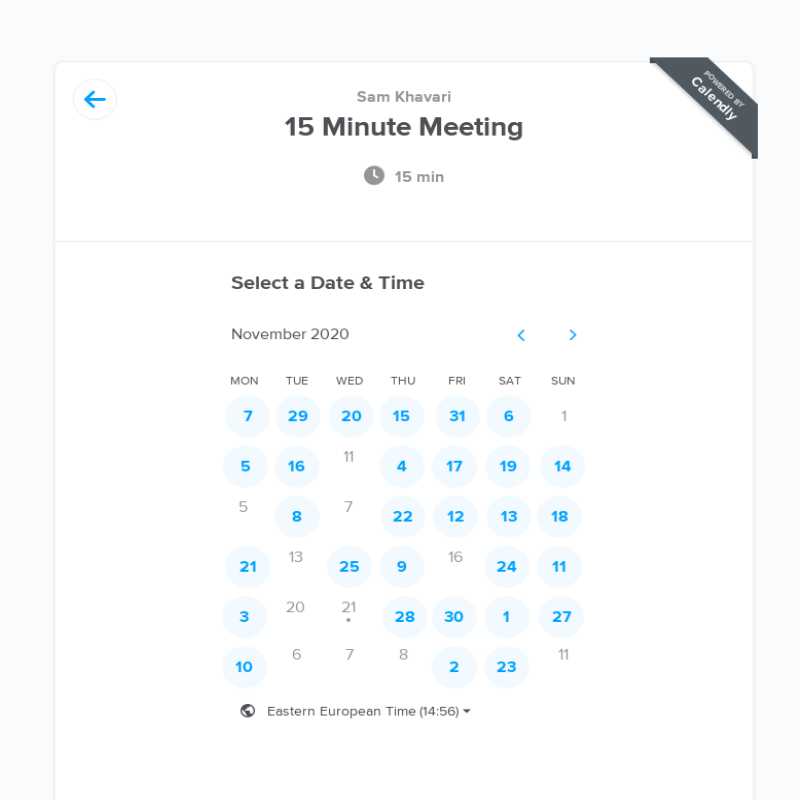 POWERED BY
Calendly
Sam Khavari
15 Minute Meeting
15 min
Select a Date & Time
November 2020
MON TUE WED THU FRI SAT SUN
7 29 20 15 31 6 1
5 16 11 4 17 19 14
5 8 7 22 12 13 18
21 13 25 9 16 24 11
3 20 21 28 30 1 27
10 6 7 8 2 23 11
Eastern European Time (14:56)